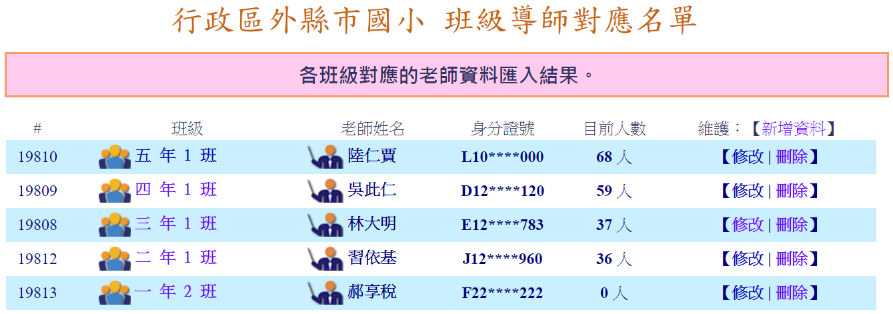 行政區外縣市國小 班級導師對應名單
各班級對應的老師資料匯入結果。
# 班級 老師姓名 身分證號 目前人數 維護：【新增資料】
19810 五 年 1 班 陸仁賈 L10****000 68 人 【修改 | 刪除】
19809 四 年 1 班 吳此仁 D12****120 59 人 【修改 | 刪除】
19808 三 年 1 班 林大明 E12****783 37 人 【修改 | 刪除】
19812 二 年 1 班 習依基 J12****960 36 人 【修改 | 刪除】
19813 一 年 2 班 郝享稅 F22****222 0 人 【修改 | 刪除】